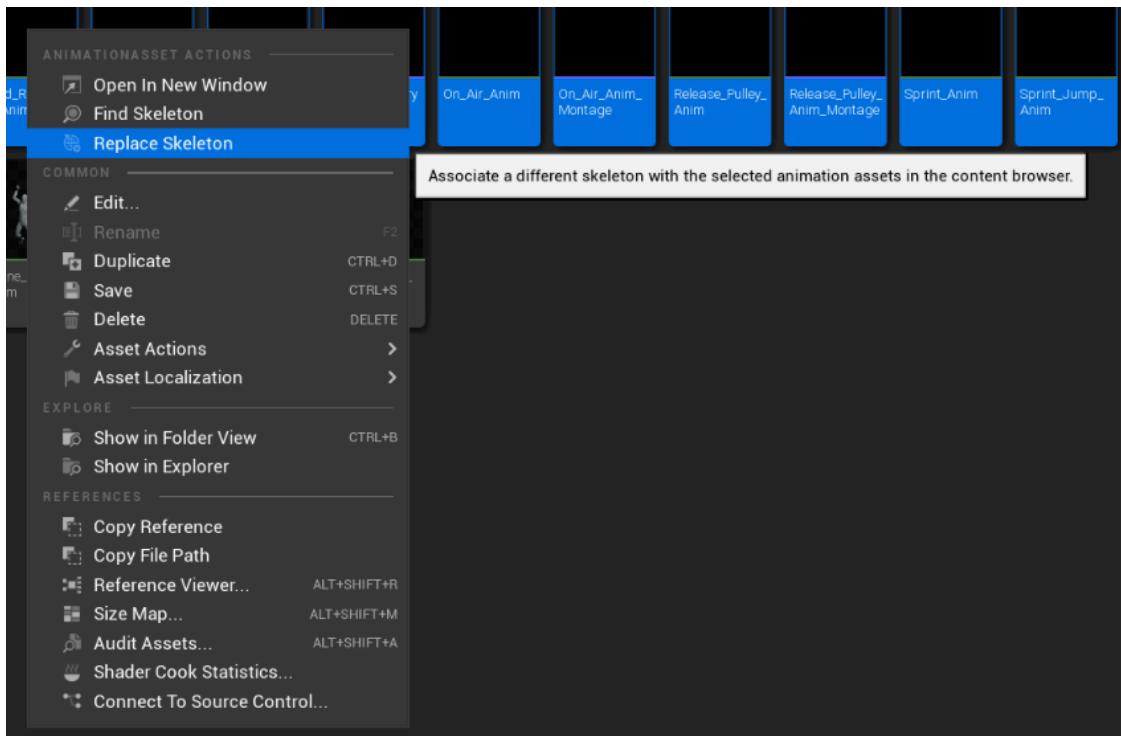 ANIMATIONASSET ACTIONS
Open In New Window
Find Skeleton
Replace Skeleton
COMMON
Edit...
Rename F2
Duplicate CTRL+D
Save CTRL+S
Delete DELETE
Asset Actions
Asset Localization
EXPLORE
Show in Folder View CTRL+B
Show in Explorer
REFERENCES
Copy Reference
Copy File Path
Reference Viewer... ALT+SHIFT+R
Size Map... ALT+SHIFT+M
Audit Assets... ALT+SHIFT+A
Shader Cook Statistics...
Connect To Source Control...
On_Air_Anim
On_Air_Anim_
Montage
Release_Pulley_
Anim
Release_Pulley_
Anim_Montage
Sprint_Anim
Sprint_Jump_
Anim
Associate a different skeleton with the selected animation assets in the content browser.